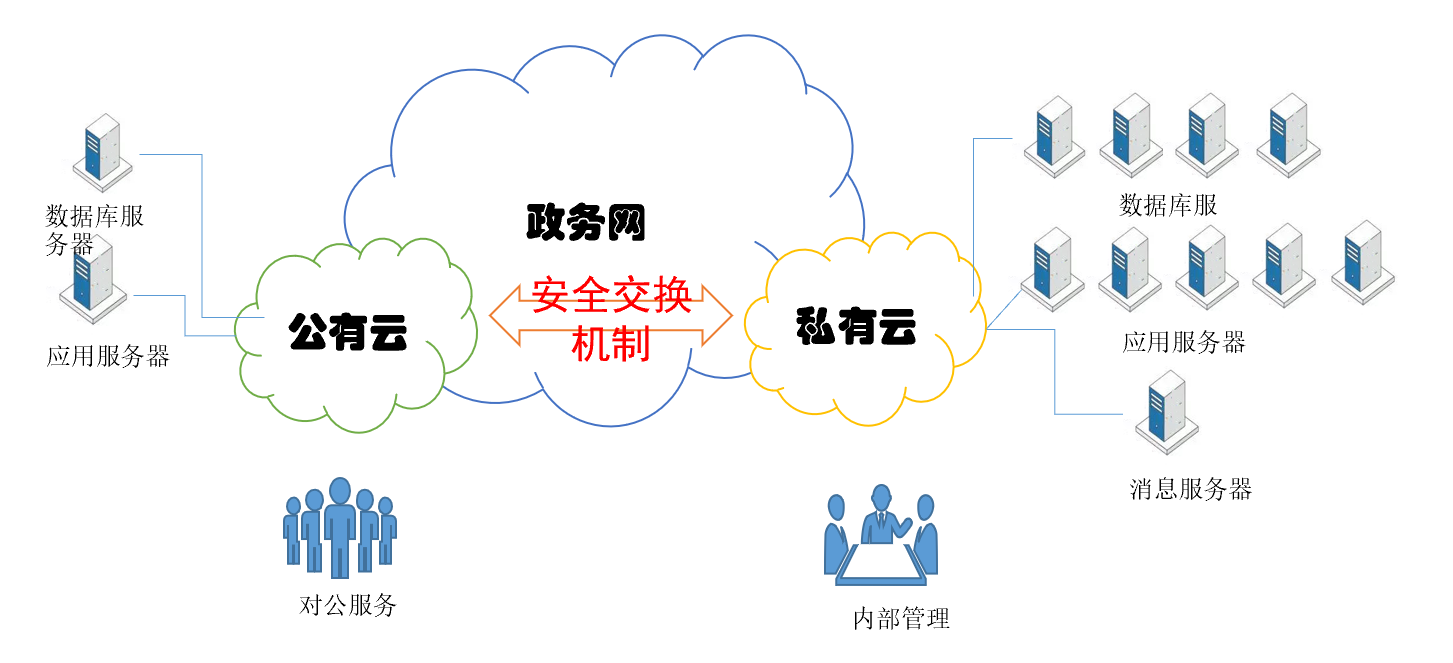 政务网
安全交换
机制
公有云
私有云
数据库服
务器
应用服务器
数据库服
应用服务器
消息服务器
对公服务
内部管理